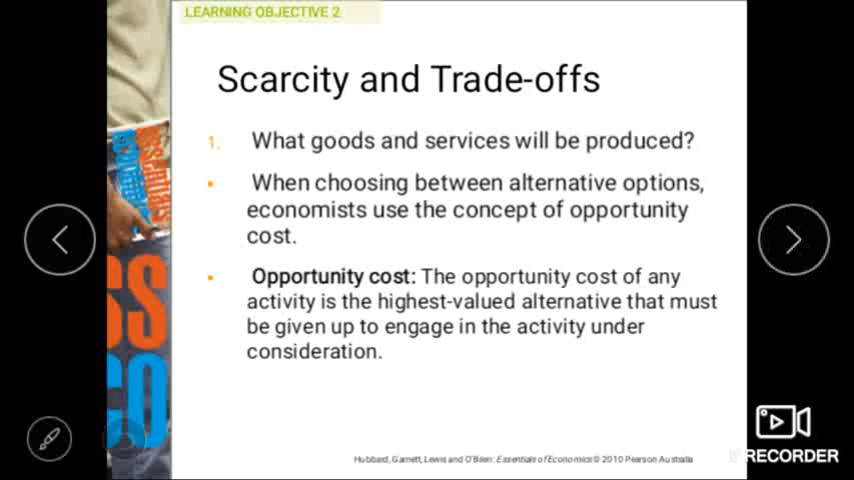 LEARNING OBJECTIVE 2
Scarcity and Trade-offs
1. What goods and services will be produced?
• When choosing between alternative options,
economists use the concept of opportunity
cost.
• Opportunity cost: The opportunity cost of any
activity is the highest-valued alternative that must
be given up to engage in the activity under
consideration.
Hubbard, Garnett, Lewis and O'Brien: Essentials of Economics © 2010 Pearson Australia
SS
CO
RECORDER